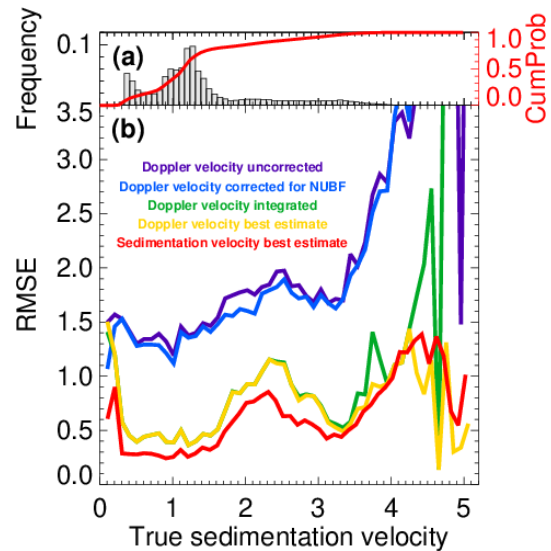 0.1
(a)
1.0
0.5
0.0
Frequency
CumProb
3.5
(b)
Doppler velocity uncorrected
Doppler velocity corrected for NUBF
Doppler velocity integrated
Doppler velocity best estimate
Sedimentation velocity best estimate
3.0
2.5
2.0
1.5
1.0
0.5
0.0
RMSE
0 1 2 3 4 5
True sedimentation velocity